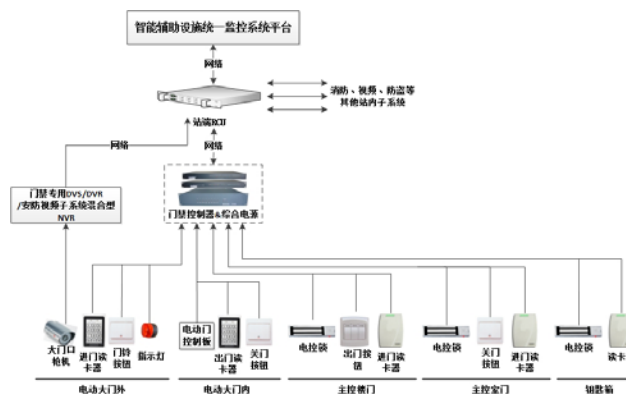 智能辅助设施统一监控系统平台
网络
消防、视频、防盗等
其他站内子系统
站端RCU
网络
网络
门禁专用DVS/DVR
/安防视频子系统混合型
NVR
门禁控制器&综合电源
大门口
枪机
进门读
卡器
门铃
按钮
指示灯
电动门
控制板
出门读
卡器
关门
按钮
电控锁
出门按
钮
进门读
卡器
电控锁
关门
按钮
进门读
卡器
电控锁
读卡
电动大门外
电动大门内
主控楼门
主控室门
钥匙箱